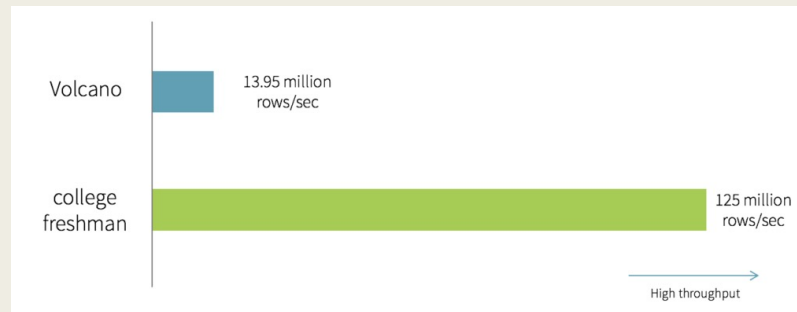 Volcano
13.95 million
rows/sec
college
freshman
125 million
rows/sec
High throughput